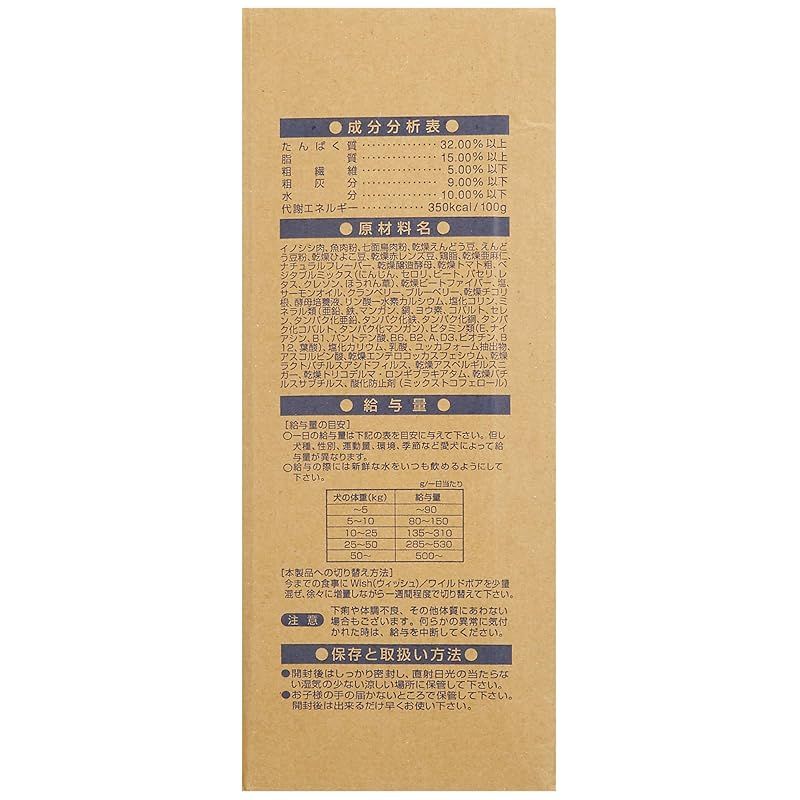 ●成分分析表●
たんぱく質 ‥‥‥‥‥‥‥ 32.00%以上
脂質 ‥‥‥‥‥‥‥ 15.00%以上
粗繊維 ‥‥‥‥‥‥‥ 5.00%以下
粗灰分 ‥‥‥‥‥‥‥ 9.00%以下
水分 ‥‥‥‥‥‥‥ 10.00%以下
代謝エネルギー ‥‥‥‥‥‥‥ 350kcal/100g
●原材料名●
イノシシ肉、魚肉粉、七面鳥肉粉、乾燥えんどう豆、えんど
う豆粉、乾燥ひよこ豆、乾燥赤レンズ豆、鶏脂、乾燥亜麻仁、
ナチュラルフレーバー、乾燥醸造酵母、乾燥トマト粕、ベ
ジタブルミックス(にんじん、セロリ、ビート、パセリ、レ
タス、クレソン、ほうれん草)、乾燥ビートファイバー、塩、
サーモンオイル、クランベリー、ブルーベリー、乾燥チコリ
根、酵母培養液、リン酸一水素カルシウム、塩化コリン、ミ
ネラル類(亜鉛、鉄、マンガン、銅、ヨウ素、コバルト、セレ
ン、タンパク化亜鉛、タンパク化鉄、タンパク化銅、タンパ
ク化コバルト、タンパク化マンガン)、ビタミン類(E、ナイ
アシン、B1、パントテン酸、B6、B2、A、D3、ビオチン、B
12、葉酸)、塩化カリウム、乳酸、ユッカフォーム抽出物、
アスコルビン酸、乾燥エンテロコッカスフェシウム、乾燥
ラクトバチルスアシドフィルス、乾燥アスペルギルスニ
ガー、乾燥トリコデルマ・ロンギブラキアタム、乾燥バチ
ルスサブチルス、酸化防止剤(ミックストコフェロール)
●給与量●
[給与量の目安]
○一日の給与量は下記の表を目安に与えて下さい。但し
犬種、性別、運動量、環境、季節など愛犬によって給
与量が異なります。
○給与の際には新鮮な水をいつも飲めるようにして
下さい。
g/一日当たり
犬の体重(kg) 給与量
～5 ～90
5～10 80～150
10～25 135～310
25～50 285～530
50～ 500～
[本製品への切り替え方法]
今までの食事にWish(ウィッシュ)/ワイルドボアを少量
混ぜ、徐々に増量しながら一週間程度で切り替えて下さい。
注意 下痢や体調不良、その他体質にあわない
場合もございます。何らかの異常に気付
かれた時は、給与を中断してください。
●保存と取扱い方法●
●開封後はしっかり密封し、直射日光の当たらな
い湿気の少ない涼しい場所に保管して下さい。
●お子様の手の届かないところで保管して下さい。
開封後は出来るだけ早くお使い下さい。